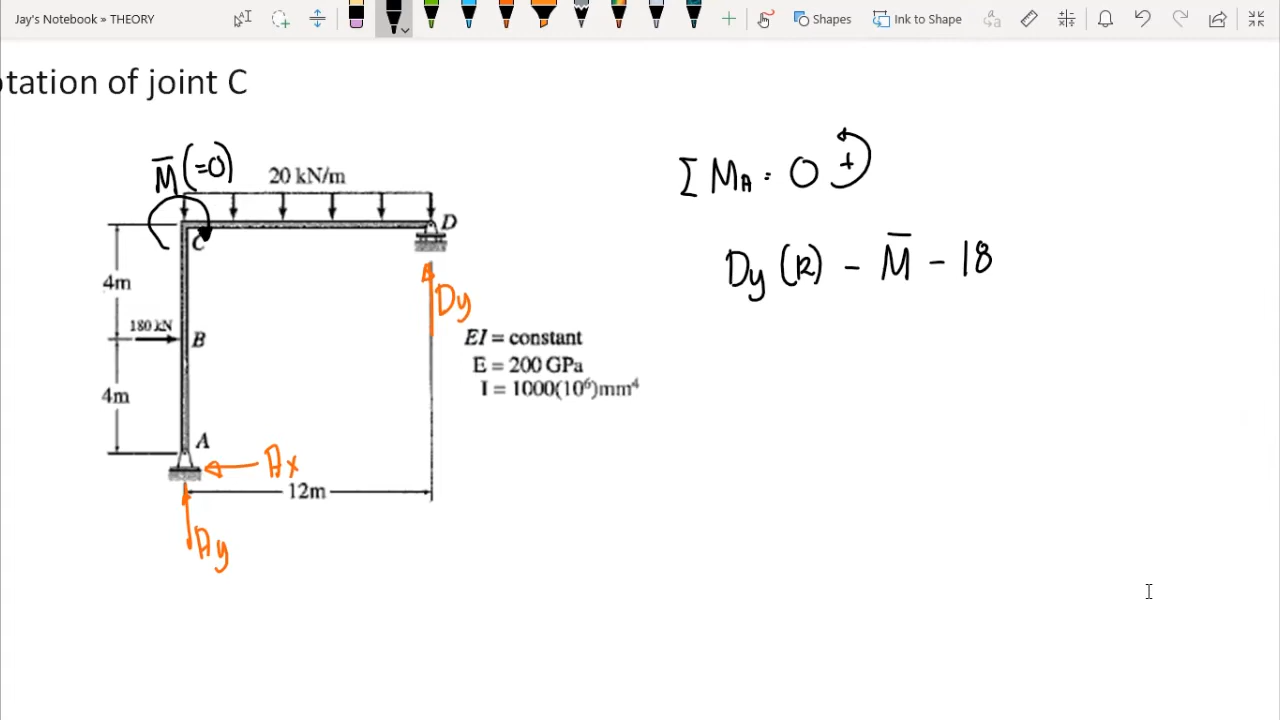 Jay's Notebook » THEORY
Shapes
Ink to Shape
otation of joint C
M̄ (=0)
20 kN/m
D
C
4m
Dy
180 kN
B
EI = constant
E = 200 GPa
I = 1000(10⁶)mm⁴
4m
A
Ax
12m
Ay
Σ MA = 0 +
Dy (12) - M̄ - 18